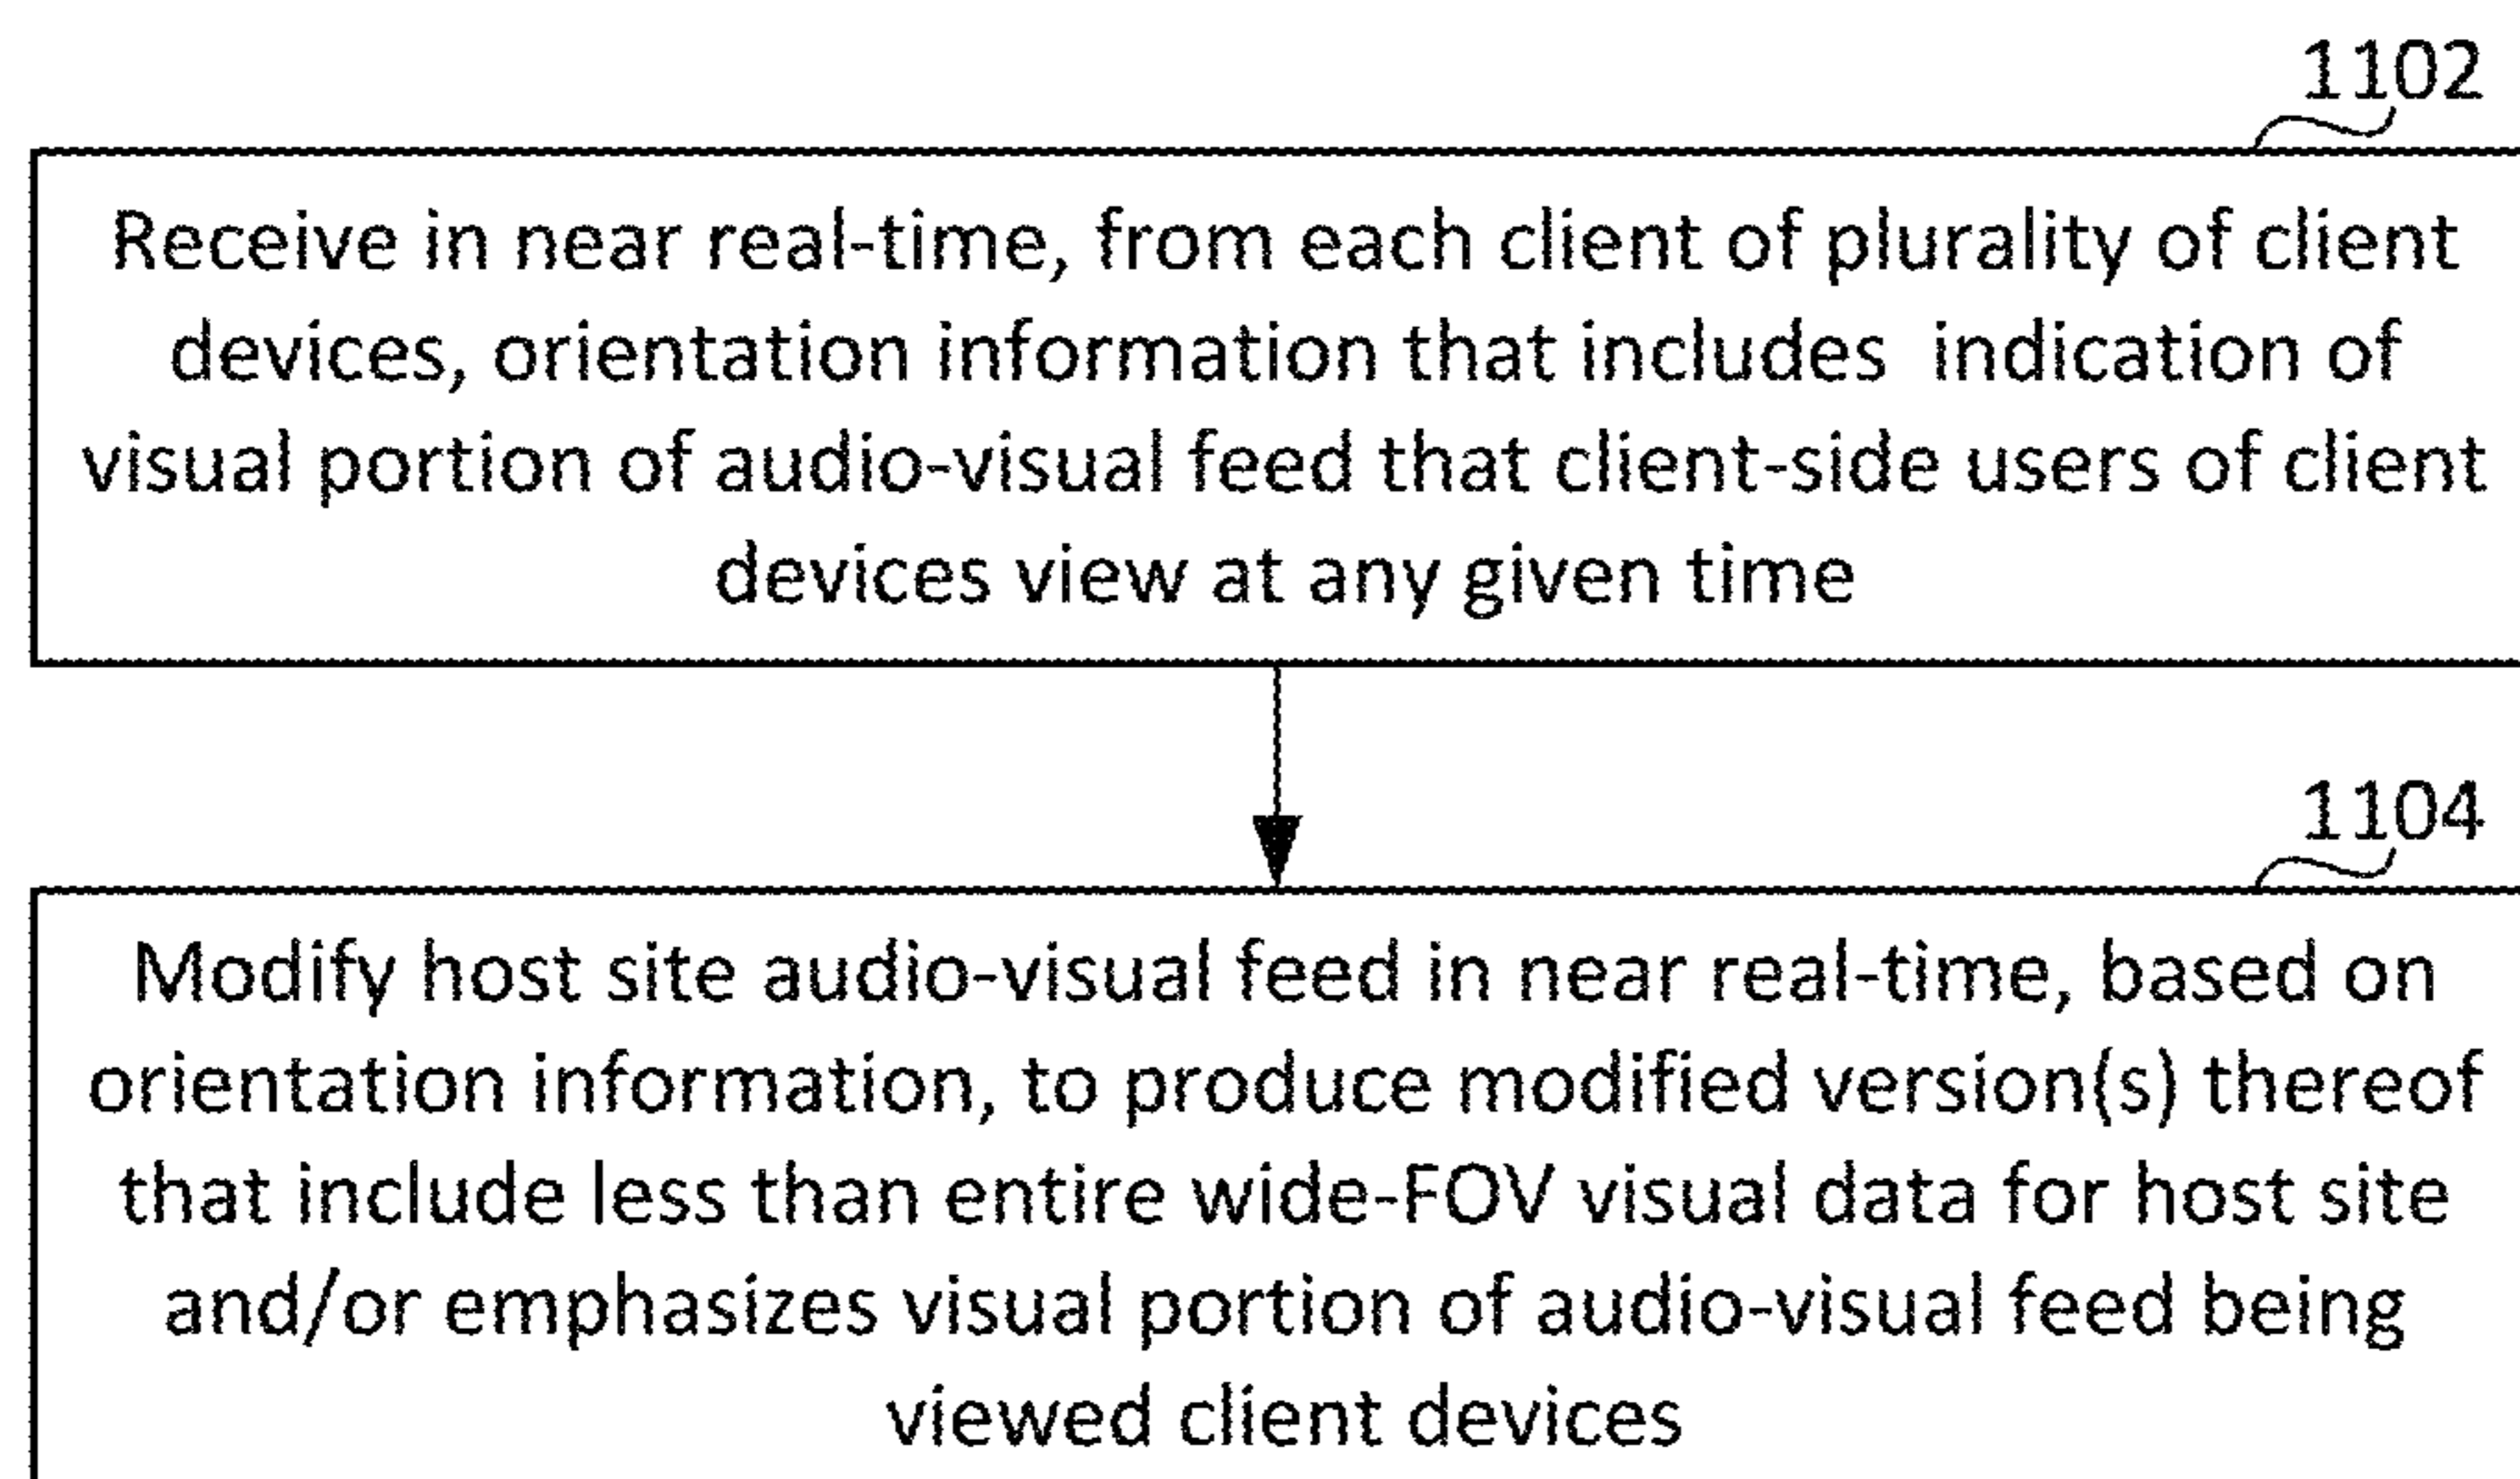 1102
Receive in near real-time, from each client of plurality of client
devices, orientation information that includes indication of
visual portion of audio-visual feed that client-side users of client
devices view at any given time
1104
Modify host site audio-visual feed in near real-time, based on
orientation information, to produce modified version(s) thereof
that include less than entire wide-FOV visual data for host site
and/or emphasizes visual portion of audio-visual feed being
viewed client devices